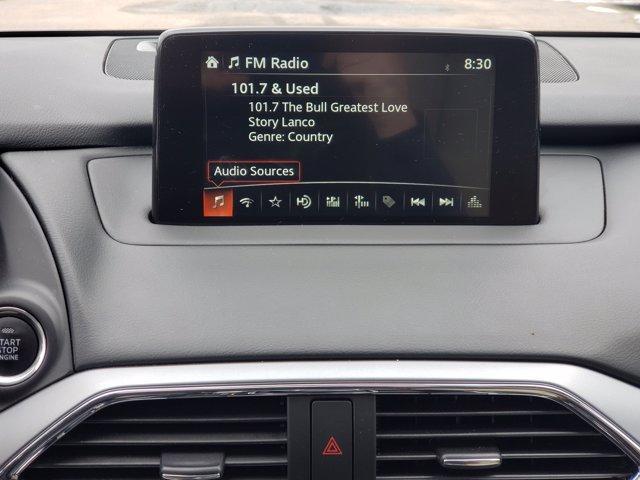 FM Radio 8:30
101.7 & Used
101.7 The Bull Greatest Love
Story Lanco
Genre: Country
Audio Sources
HD
START
STOP
ENGINE